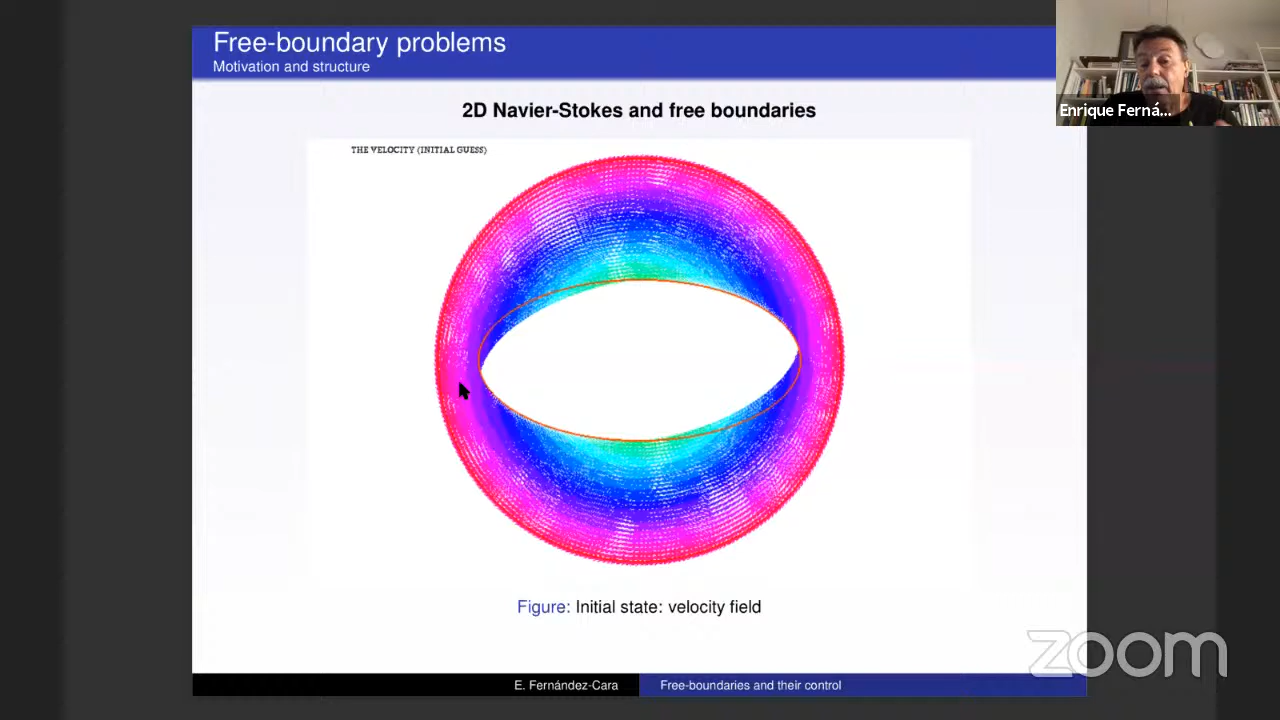 Free-boundary problems
Motivation and structure
2D Navier-Stokes and free boundaries
THE VELOCITY (INITIAL GUESS)
Figure: Initial state: velocity field
E. Fernández-Cara
Free-boundaries and their control
Enrique Ferná...
zoom